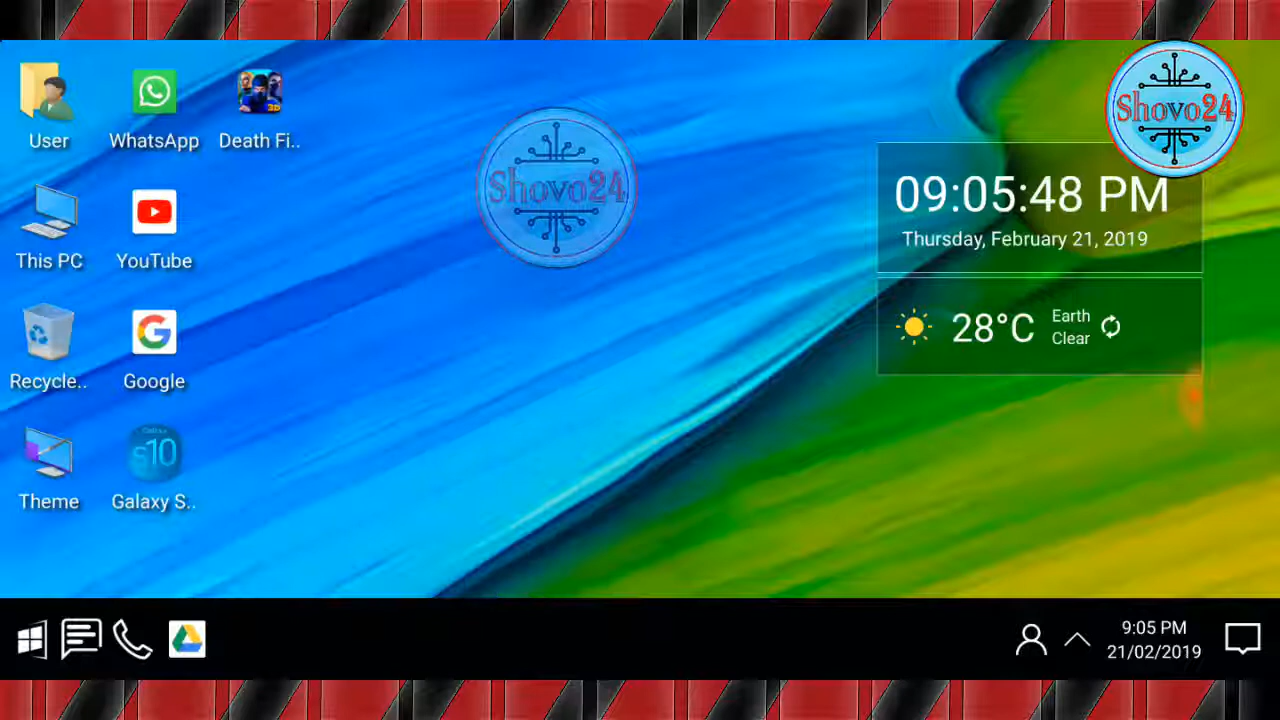 User
WhatsApp
Death Fi..
Shovo24
Shovo24
09:05:48 PM
Thursday, February 21, 2019
This PC
YouTube
28°C
Earth
Clear
Recycle..
Google
S10
Theme
Galaxy S..
9:05 PM
21/02/2019